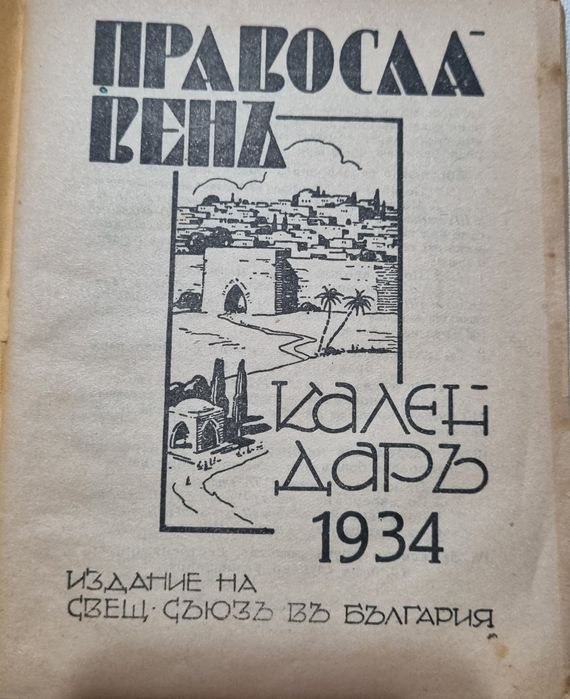 ПРАВОСЛА-
ВЕНЪ
КАЛЕН-
ДАРЪ
1934
ИЗДАНИЕ НА
СВЕЩ. СЪЮЗЪ ВЪ БЪЛГАРИЯ